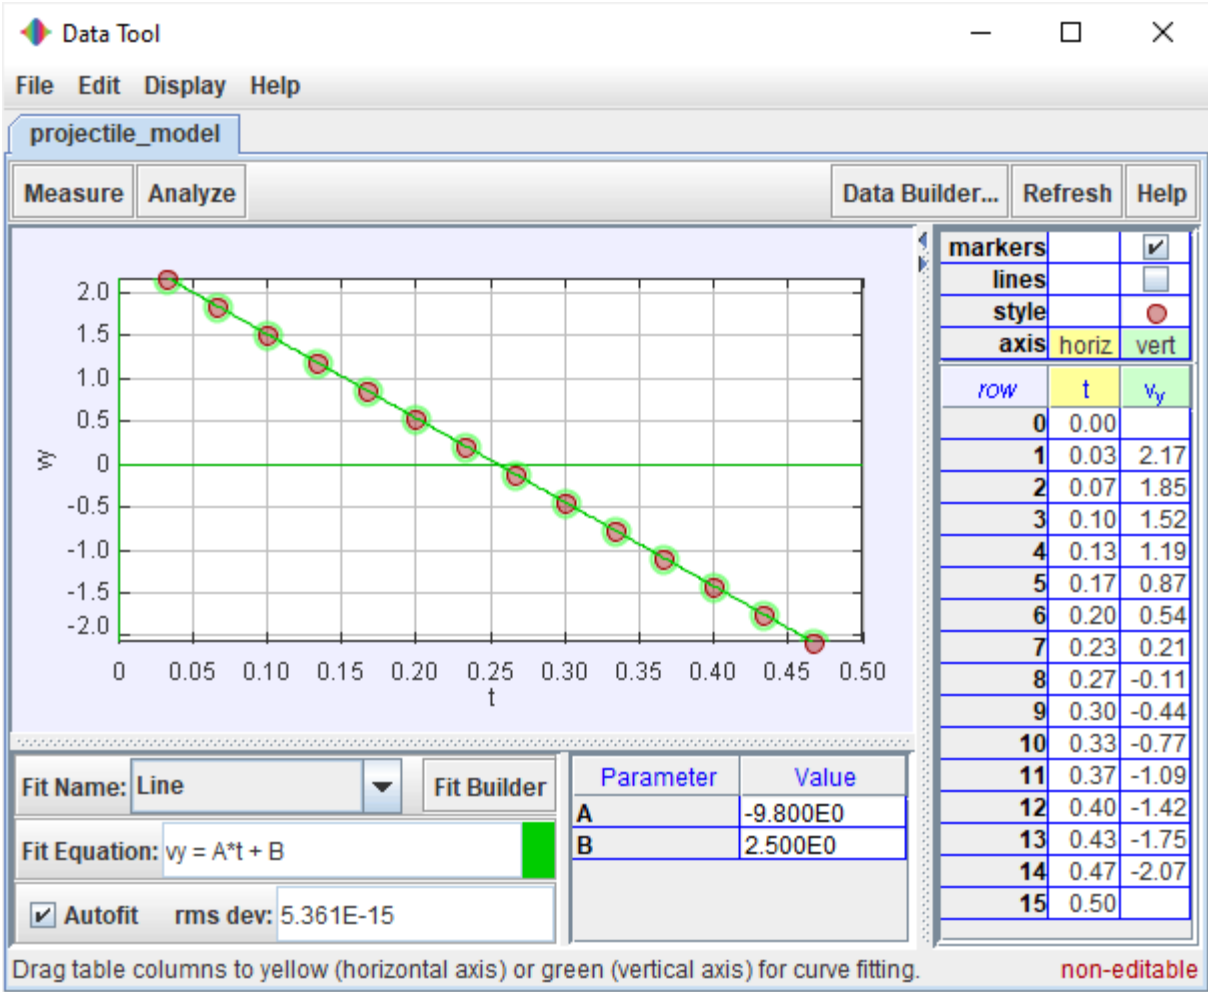 Data Tool
File Edit Display Help
projectile_model
Measure Analyze Data Builder... Refresh Help
2.0
1.5
1.0
0.5
0
-0.5
-1.0
-1.5
-2.0
vy
0 0.05 0.10 0.15 0.20 0.25 0.30 0.35 0.40 0.45 0.50
t
markers
lines
style
axis horiz vert
row t vy
0 0.00
1 0.03 2.17
2 0.07 1.85
3 0.10 1.52
4 0.13 1.19
5 0.17 0.87
6 0.20 0.54
7 0.23 0.21
8 0.27 -0.11
9 0.30 -0.44
10 0.33 -0.77
11 0.37 -1.09
12 0.40 -1.42
13 0.43 -1.75
14 0.47 -2.07
15 0.50
Fit Name: Line Fit Builder
Fit Equation: vy = A*t + B
Autofit rms dev: 5.361E-15
Parameter Value
A -9.800E0
B 2.500E0
Drag table columns to yellow (horizontal axis) or green (vertical axis) for curve fitting. non-editable